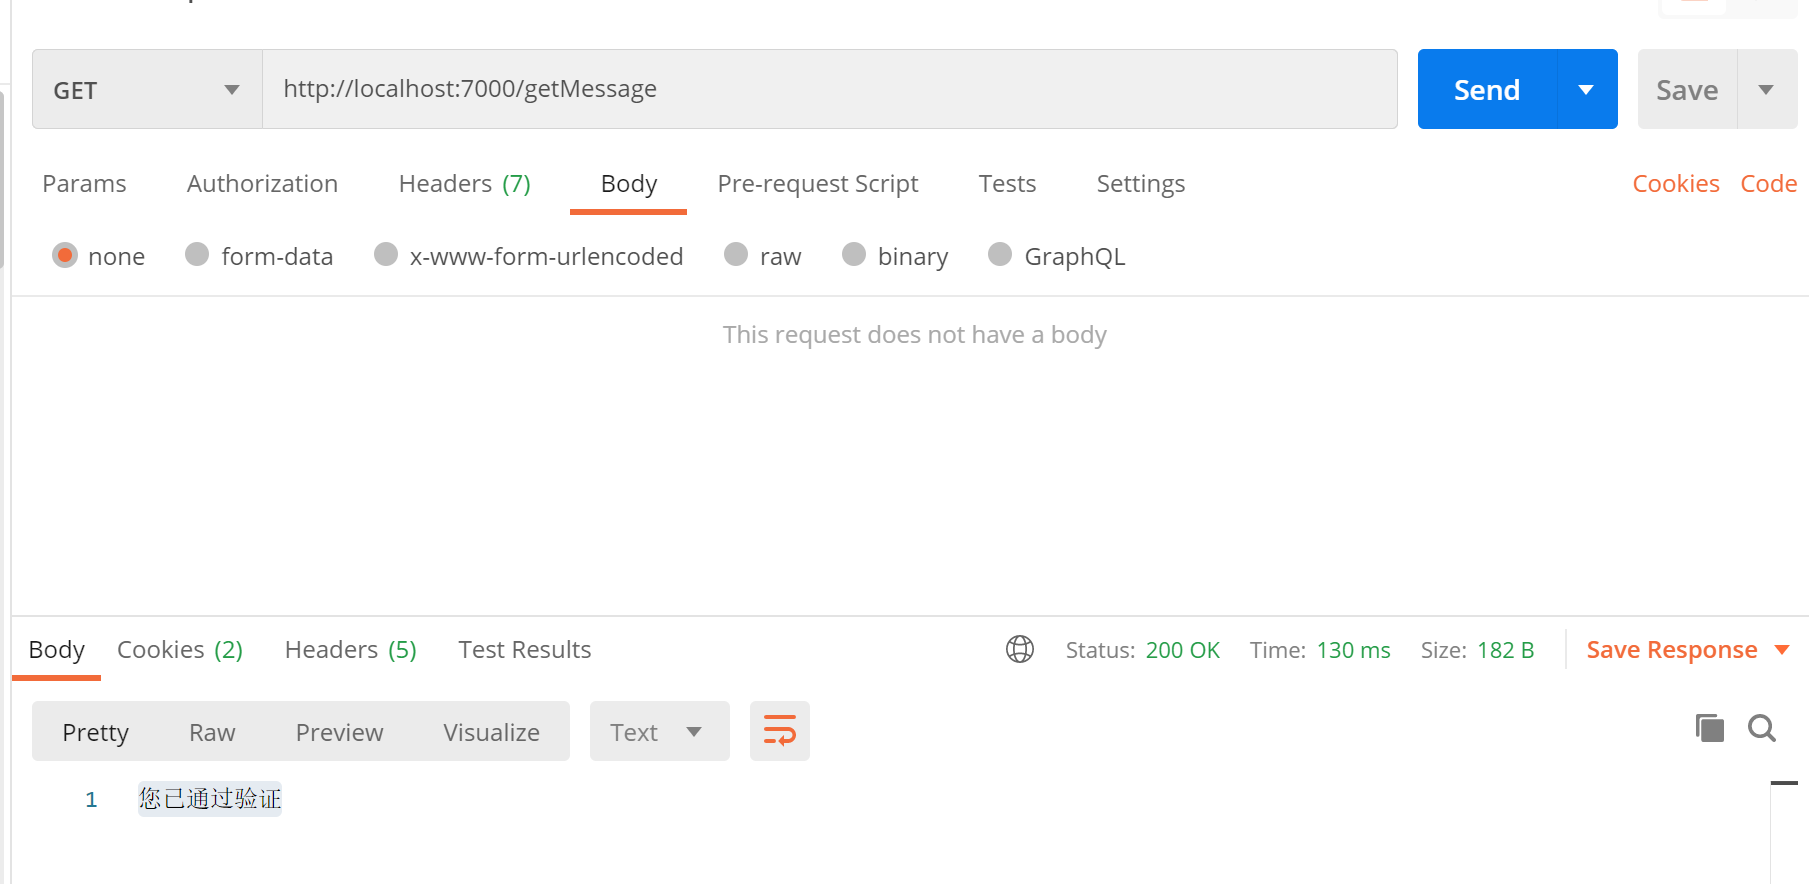 GET http://localhost:7000/getMessage Send Save
Params Authorization Headers (7) Body Pre-request Script Tests Settings Cookies Code
none form-data x-www-form-urlencoded raw binary GraphQL
This request does not have a body
Body Cookies (2) Headers (5) Test Results Status: 200 OK Time: 130 ms Size: 182 B Save Response
Pretty Raw Preview Visualize Text
1 您已通过验证